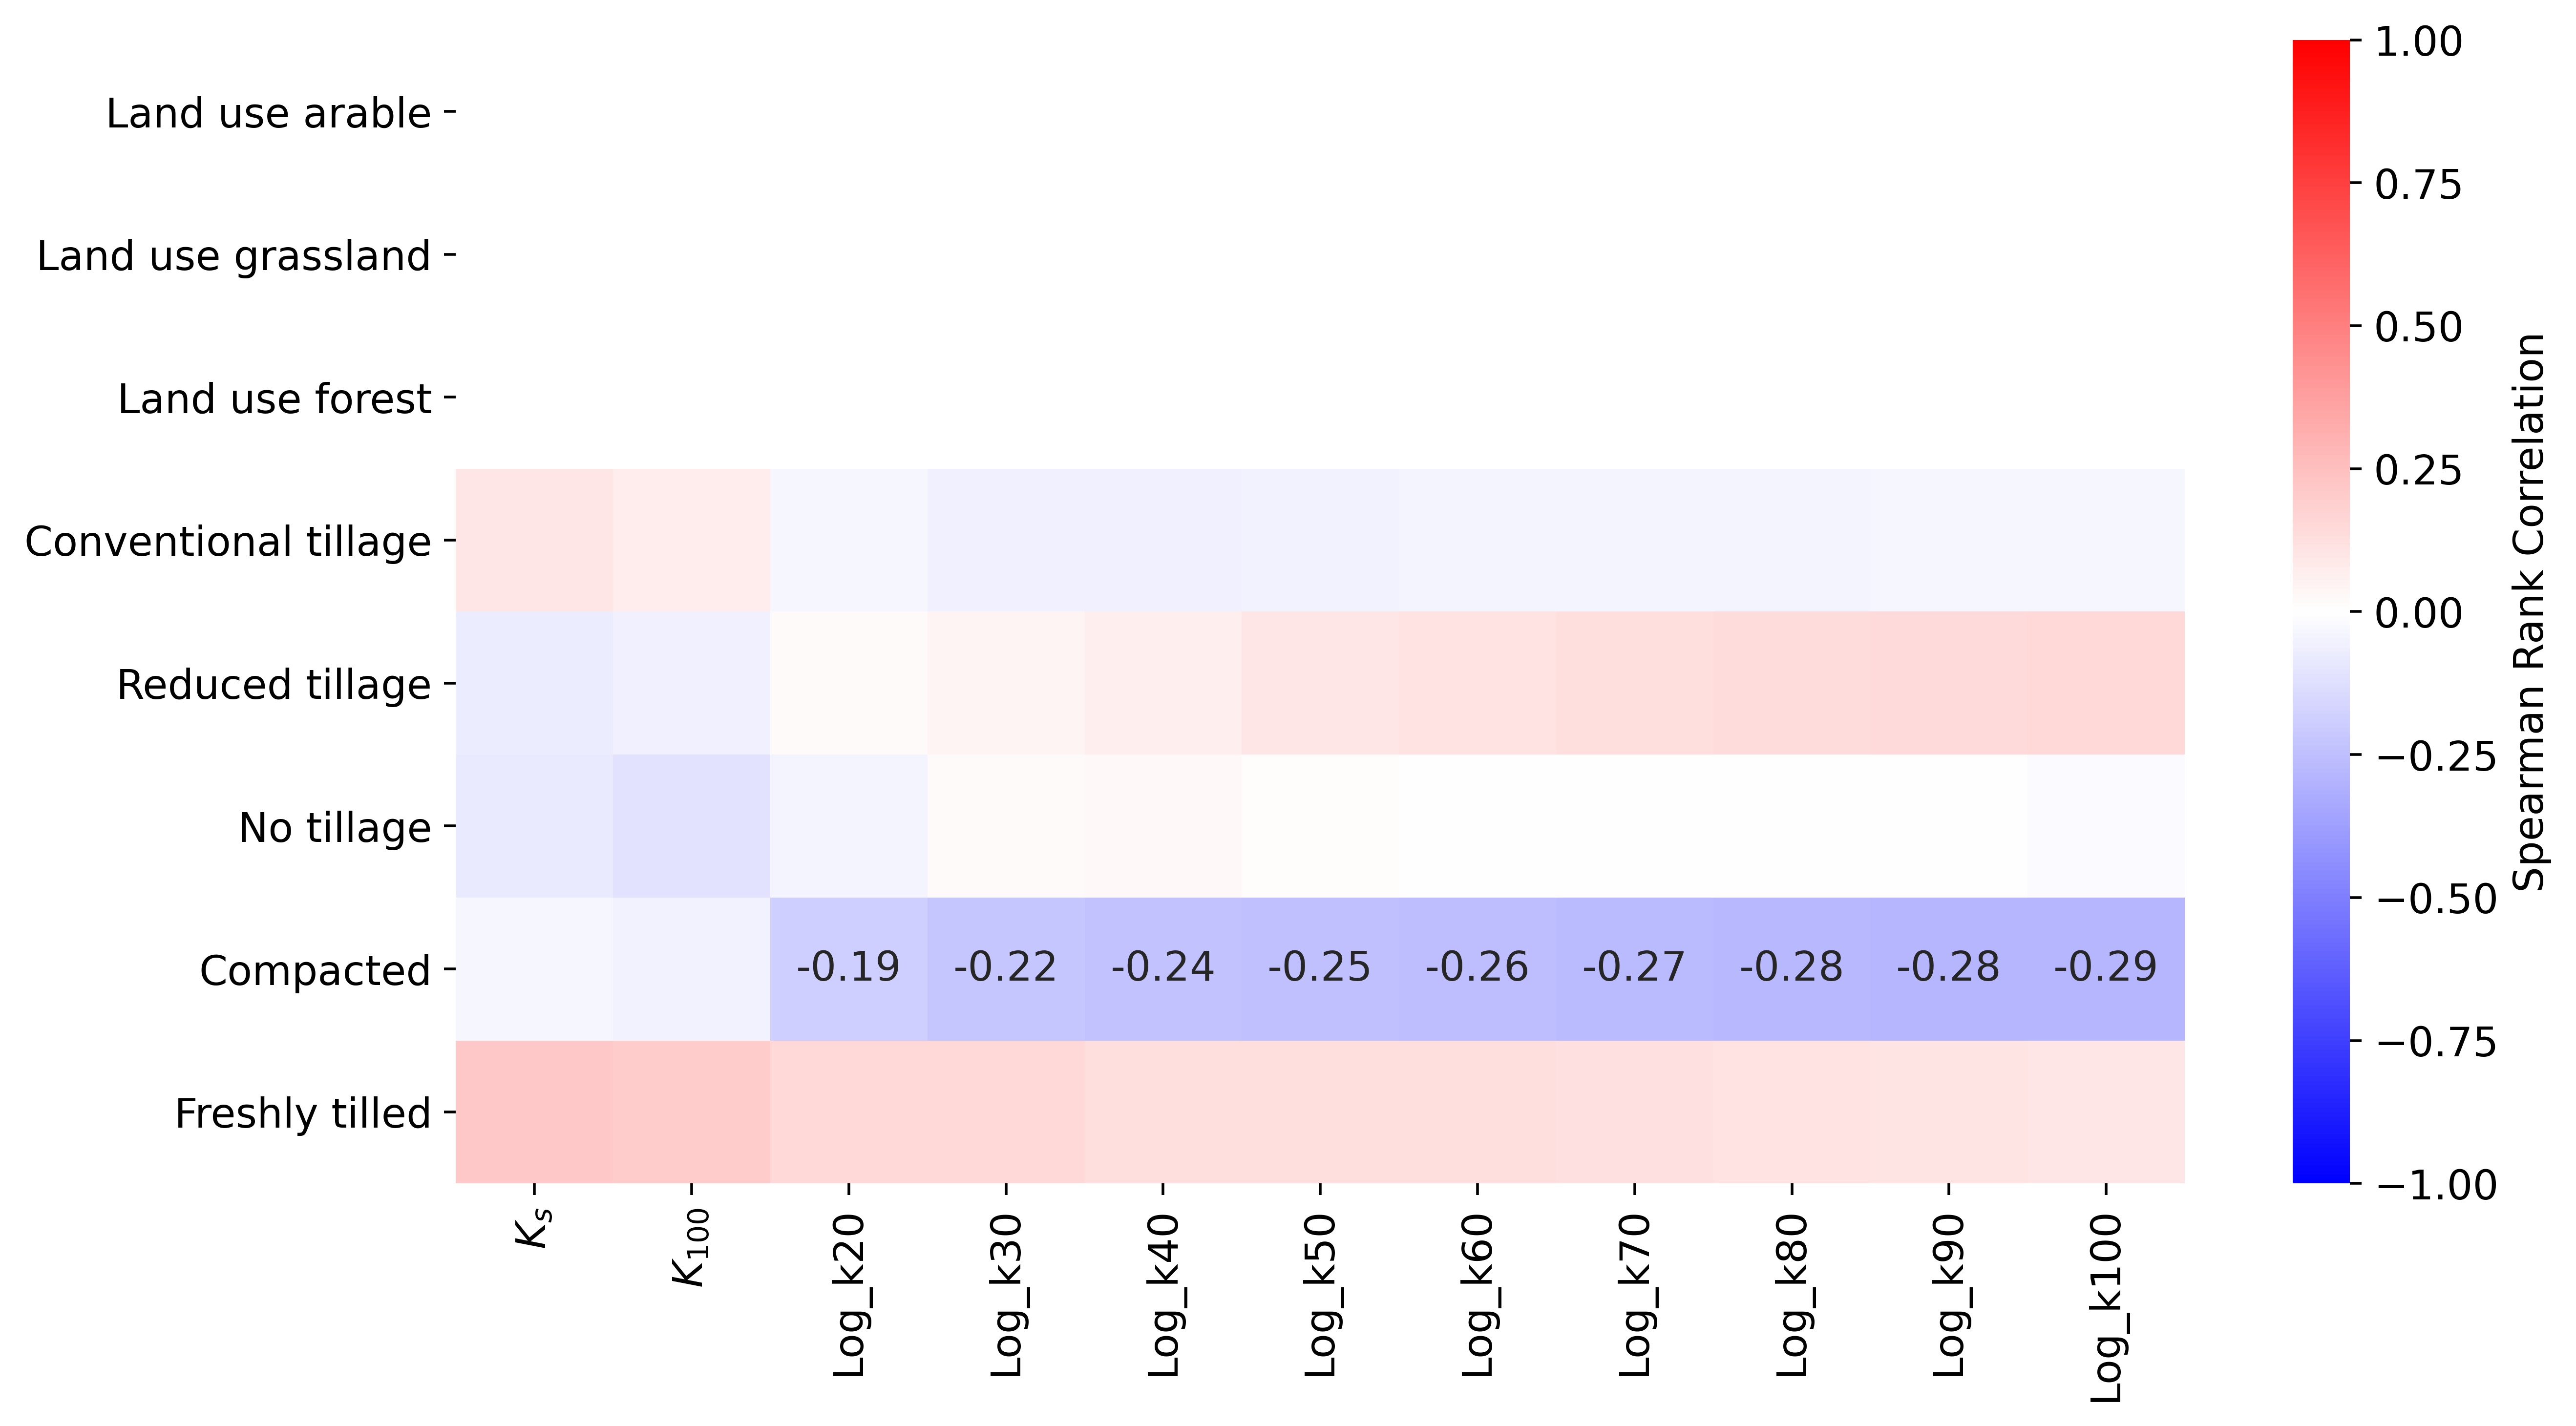 Land use arable
Land use grassland
Land use forest
Conventional tillage
Reduced tillage
No tillage
Compacted
Freshly tilled
-0.19 -0.22 -0.24 -0.25 -0.26 -0.27 -0.28 -0.28 -0.29
Kₛ
K₁₀₀
Log_k20
Log_k30
Log_k40
Log_k50
Log_k60
Log_k70
Log_k80
Log_k90
Log_k100
1.00
0.75
0.50
0.25
0.00
−0.25
−0.50
−0.75
−1.00
Spearman Rank Correlation